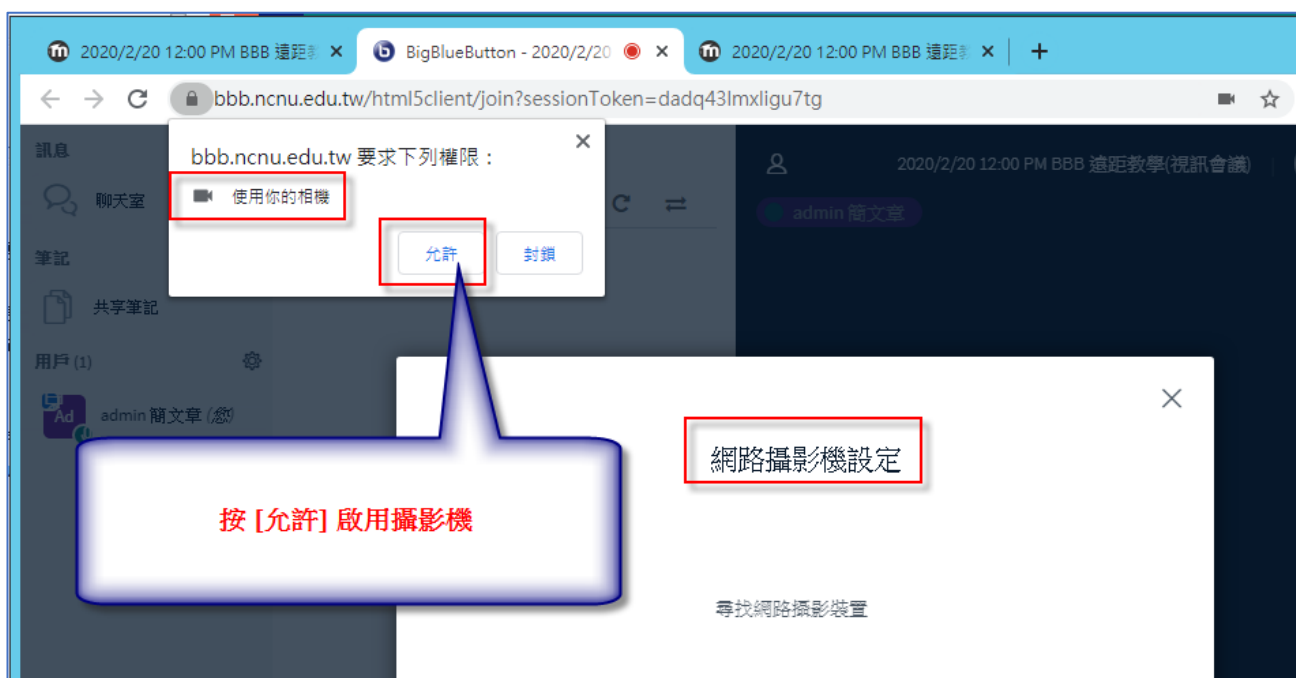 2020/2/20 12:00 PM BBB 遠距
BigBlueButton - 2020/2/20
2020/2/20 12:00 PM BBB 遠距
bbb.ncnu.edu.tw/html5client/join?sessionToken=dadq43lmxligu7tg
訊息
聊天室
筆記
共享筆記
用戶 (1)
Ad
admin 簡文章 (您)
bbb.ncnu.edu.tw 要求下列權限：
使用你的相機
允許
封鎖
2020/2/20 12:00 PM BBB 遠距教學(視訊會議)
admin 簡文章
按 [允許] 啟用攝影機
網路攝影機設定
尋找網路攝影裝置